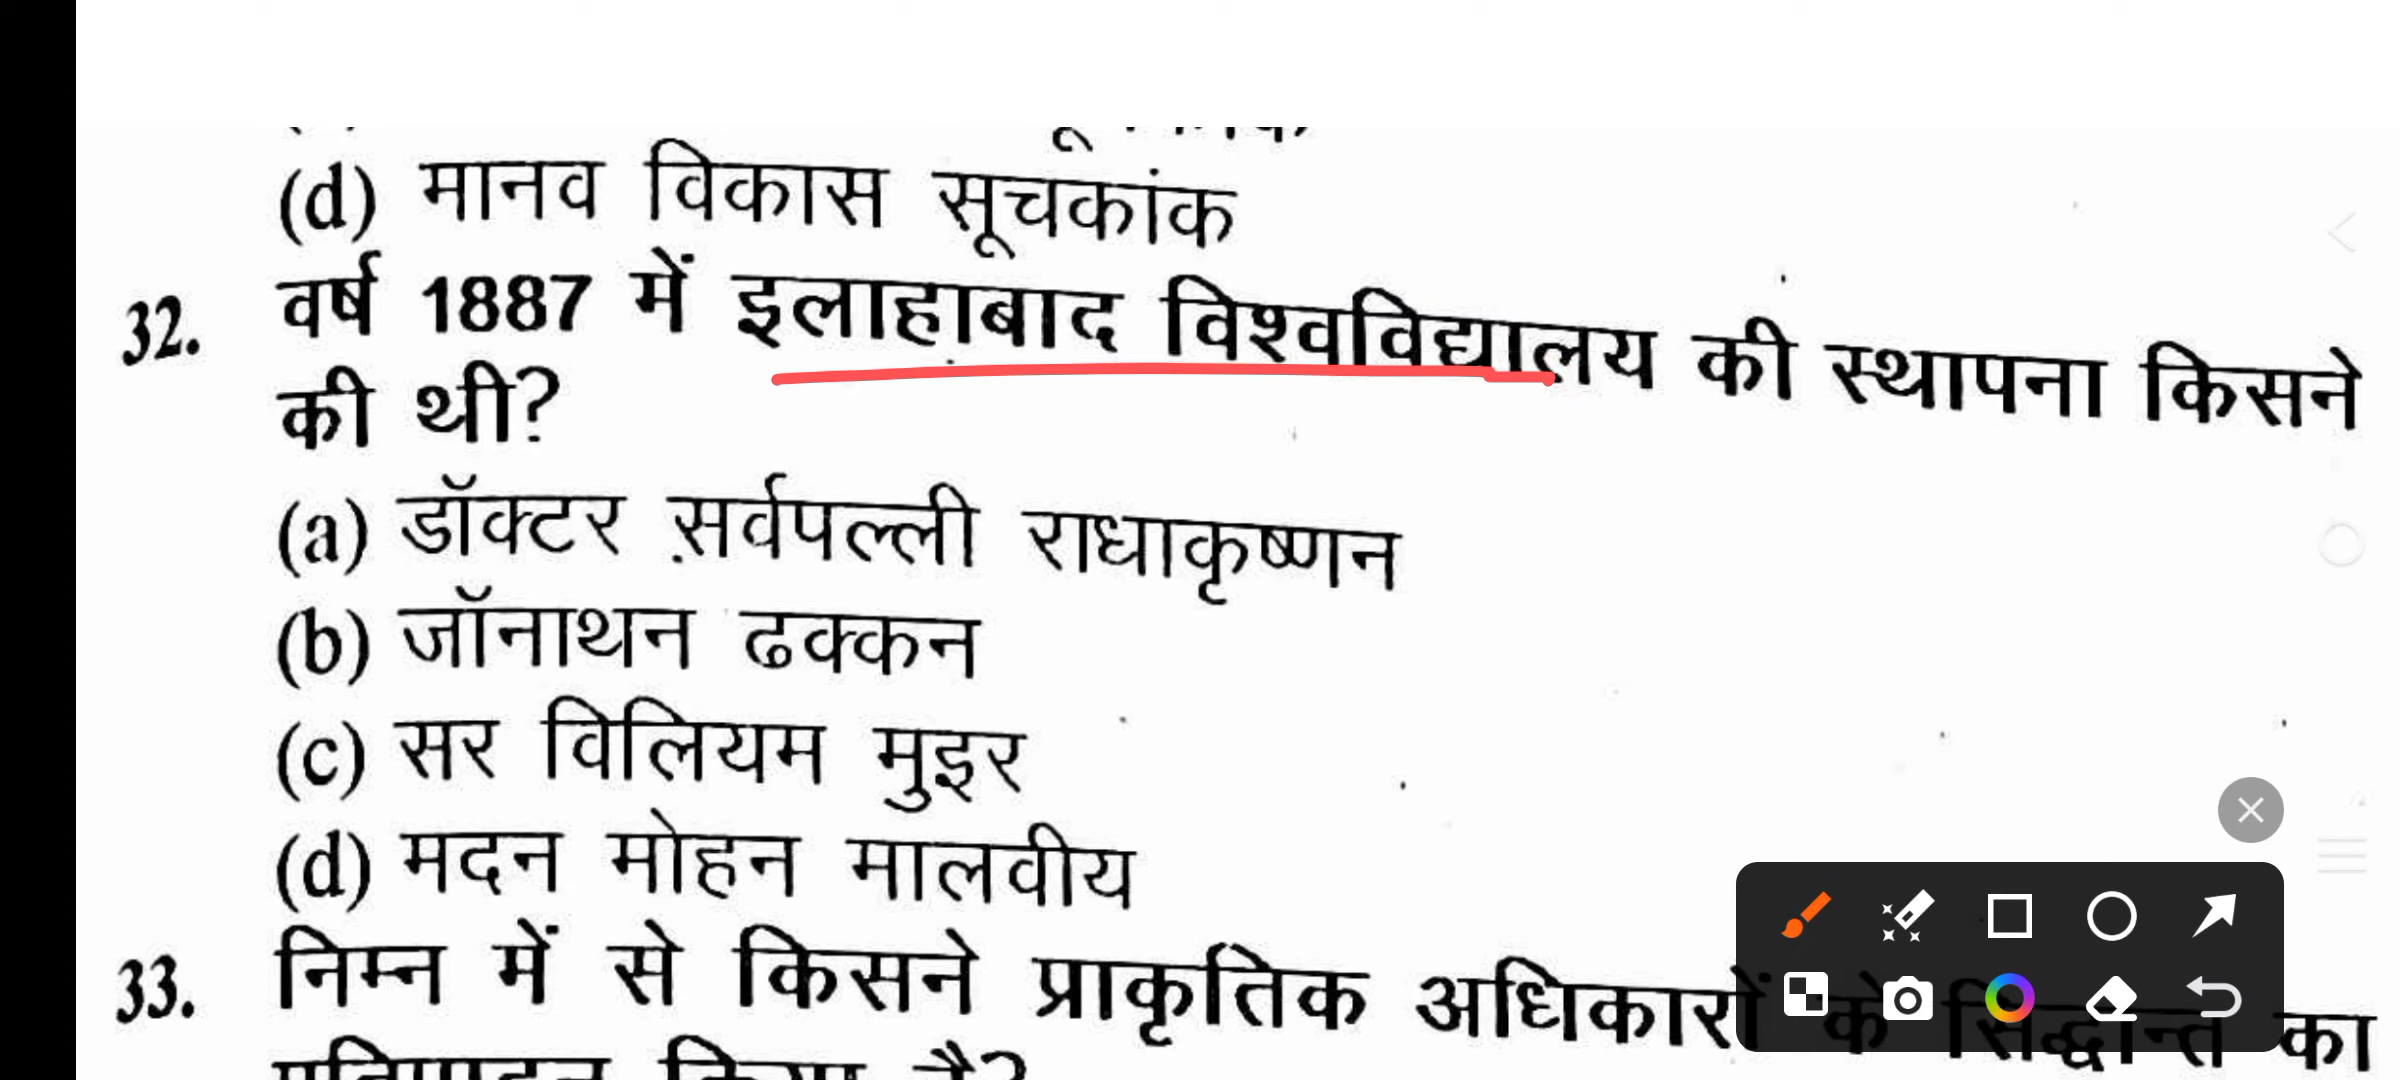 (d) मानव विकास सूचकांक
32. वर्ष 1887 में इलाहाबाद विश्वविद्यालय की स्थापना किसने
की थी?
(a) डॉक्टर सर्वपल्ली राधाकृष्णन
(b) जॉनाथन ढक्कन
(c) सर विलियम मुइर
(d) मदन मोहन मालवीय
33. निम्न में से किसने प्राकृतिक अधिकारों के सिद्धान्त का